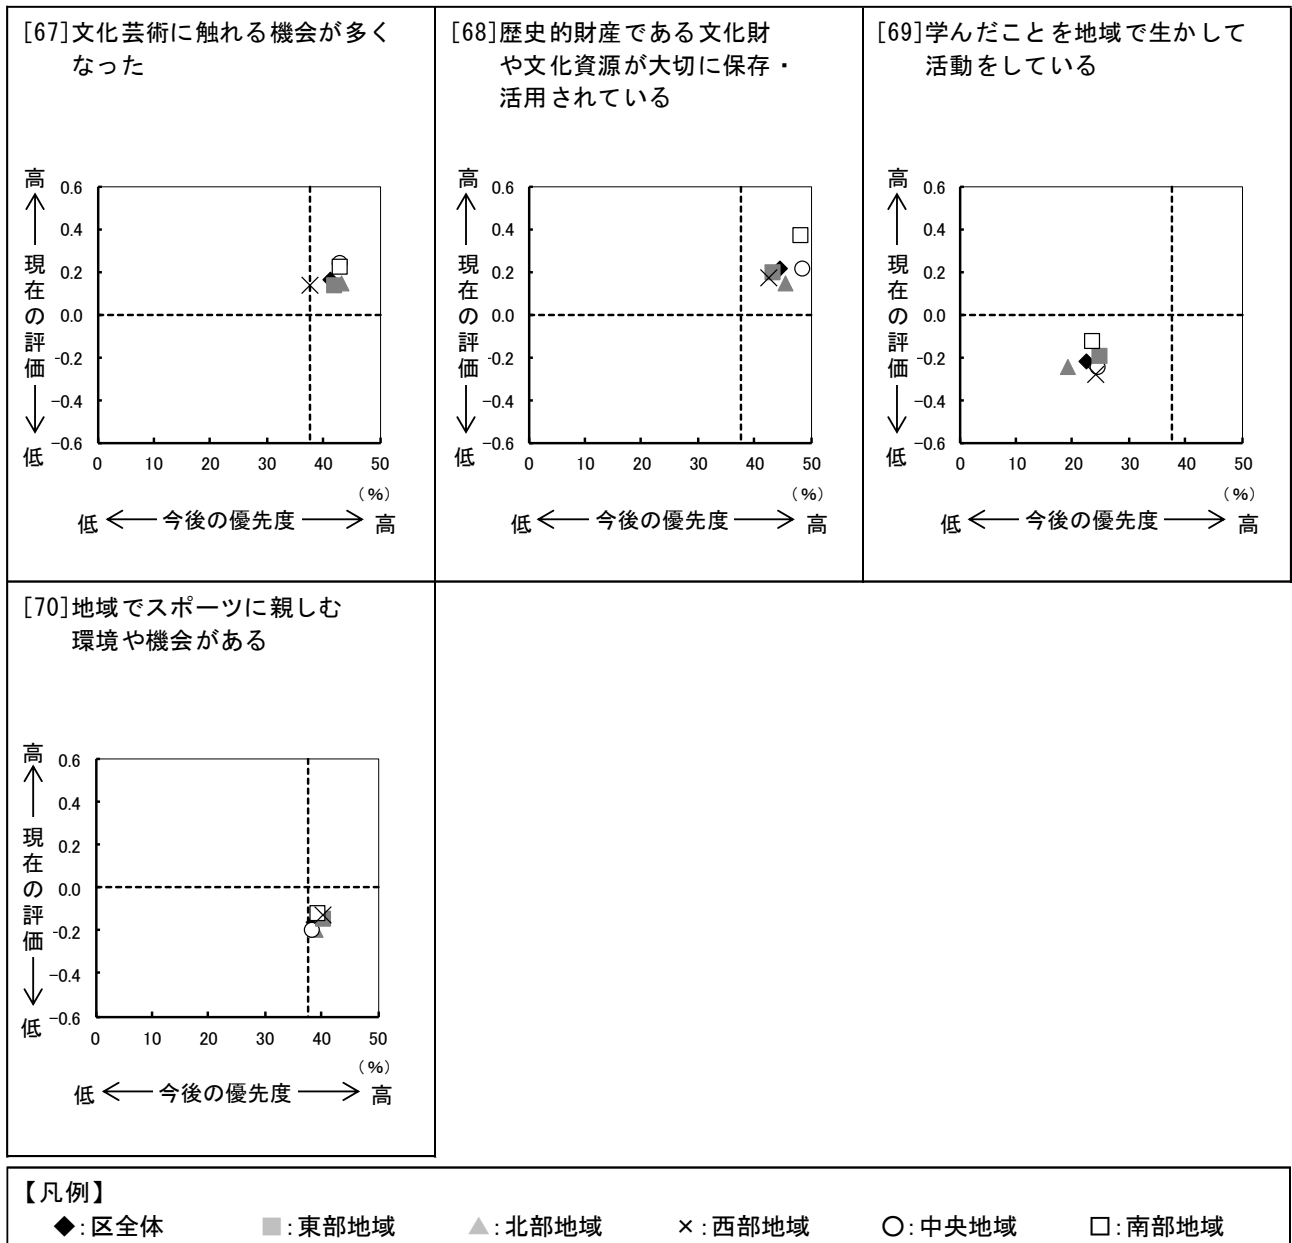 [67]文化芸術に触れる機会が多く
なった
高
現在の評価
低
0.6
0.4
0.2
0.0
-0.2
-0.4
-0.6
0 10 20 30 40 50
(%)
低 今後の優先度 高
[68]歴史的財産である文化財
や文化資源が大切に保存・
活用されている
高
現在の評価
低
0.6
0.4
0.2
0.0
-0.2
-0.4
-0.6
0 10 20 30 40 50
(%)
低 今後の優先度 高
[69]学んだことを地域で生かして
活動をしている
高
現在の評価
低
0.6
0.4
0.2
0.0
-0.2
-0.4
-0.6
0 10 20 30 40 50
(%)
低 今後の優先度 高
[70]地域でスポーツに親しむ
環境や機会がある
高
現在の評価
低
0.6
0.4
0.2
0.0
-0.2
-0.4
-0.6
0 10 20 30 40 50
(%)
低 今後の優先度 高
【凡例】
◆:区全体 ■:東部地域 ▲:北部地域 ×:西部地域 ○:中央地域 □:南部地域